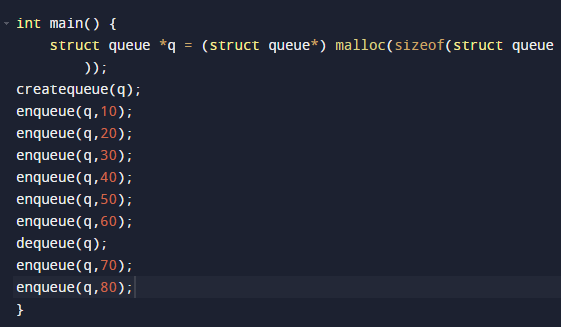 int main() {
struct queue *q = (struct queue*) malloc(sizeof(struct queue
));
createqueue(q);
enqueue(q,10);
enqueue(q,20);
enqueue(q,30);
enqueue(q,40);
enqueue(q,50);
enqueue(q,60);
dequeue(q);
enqueue(q,70);
enqueue(q,80);
}